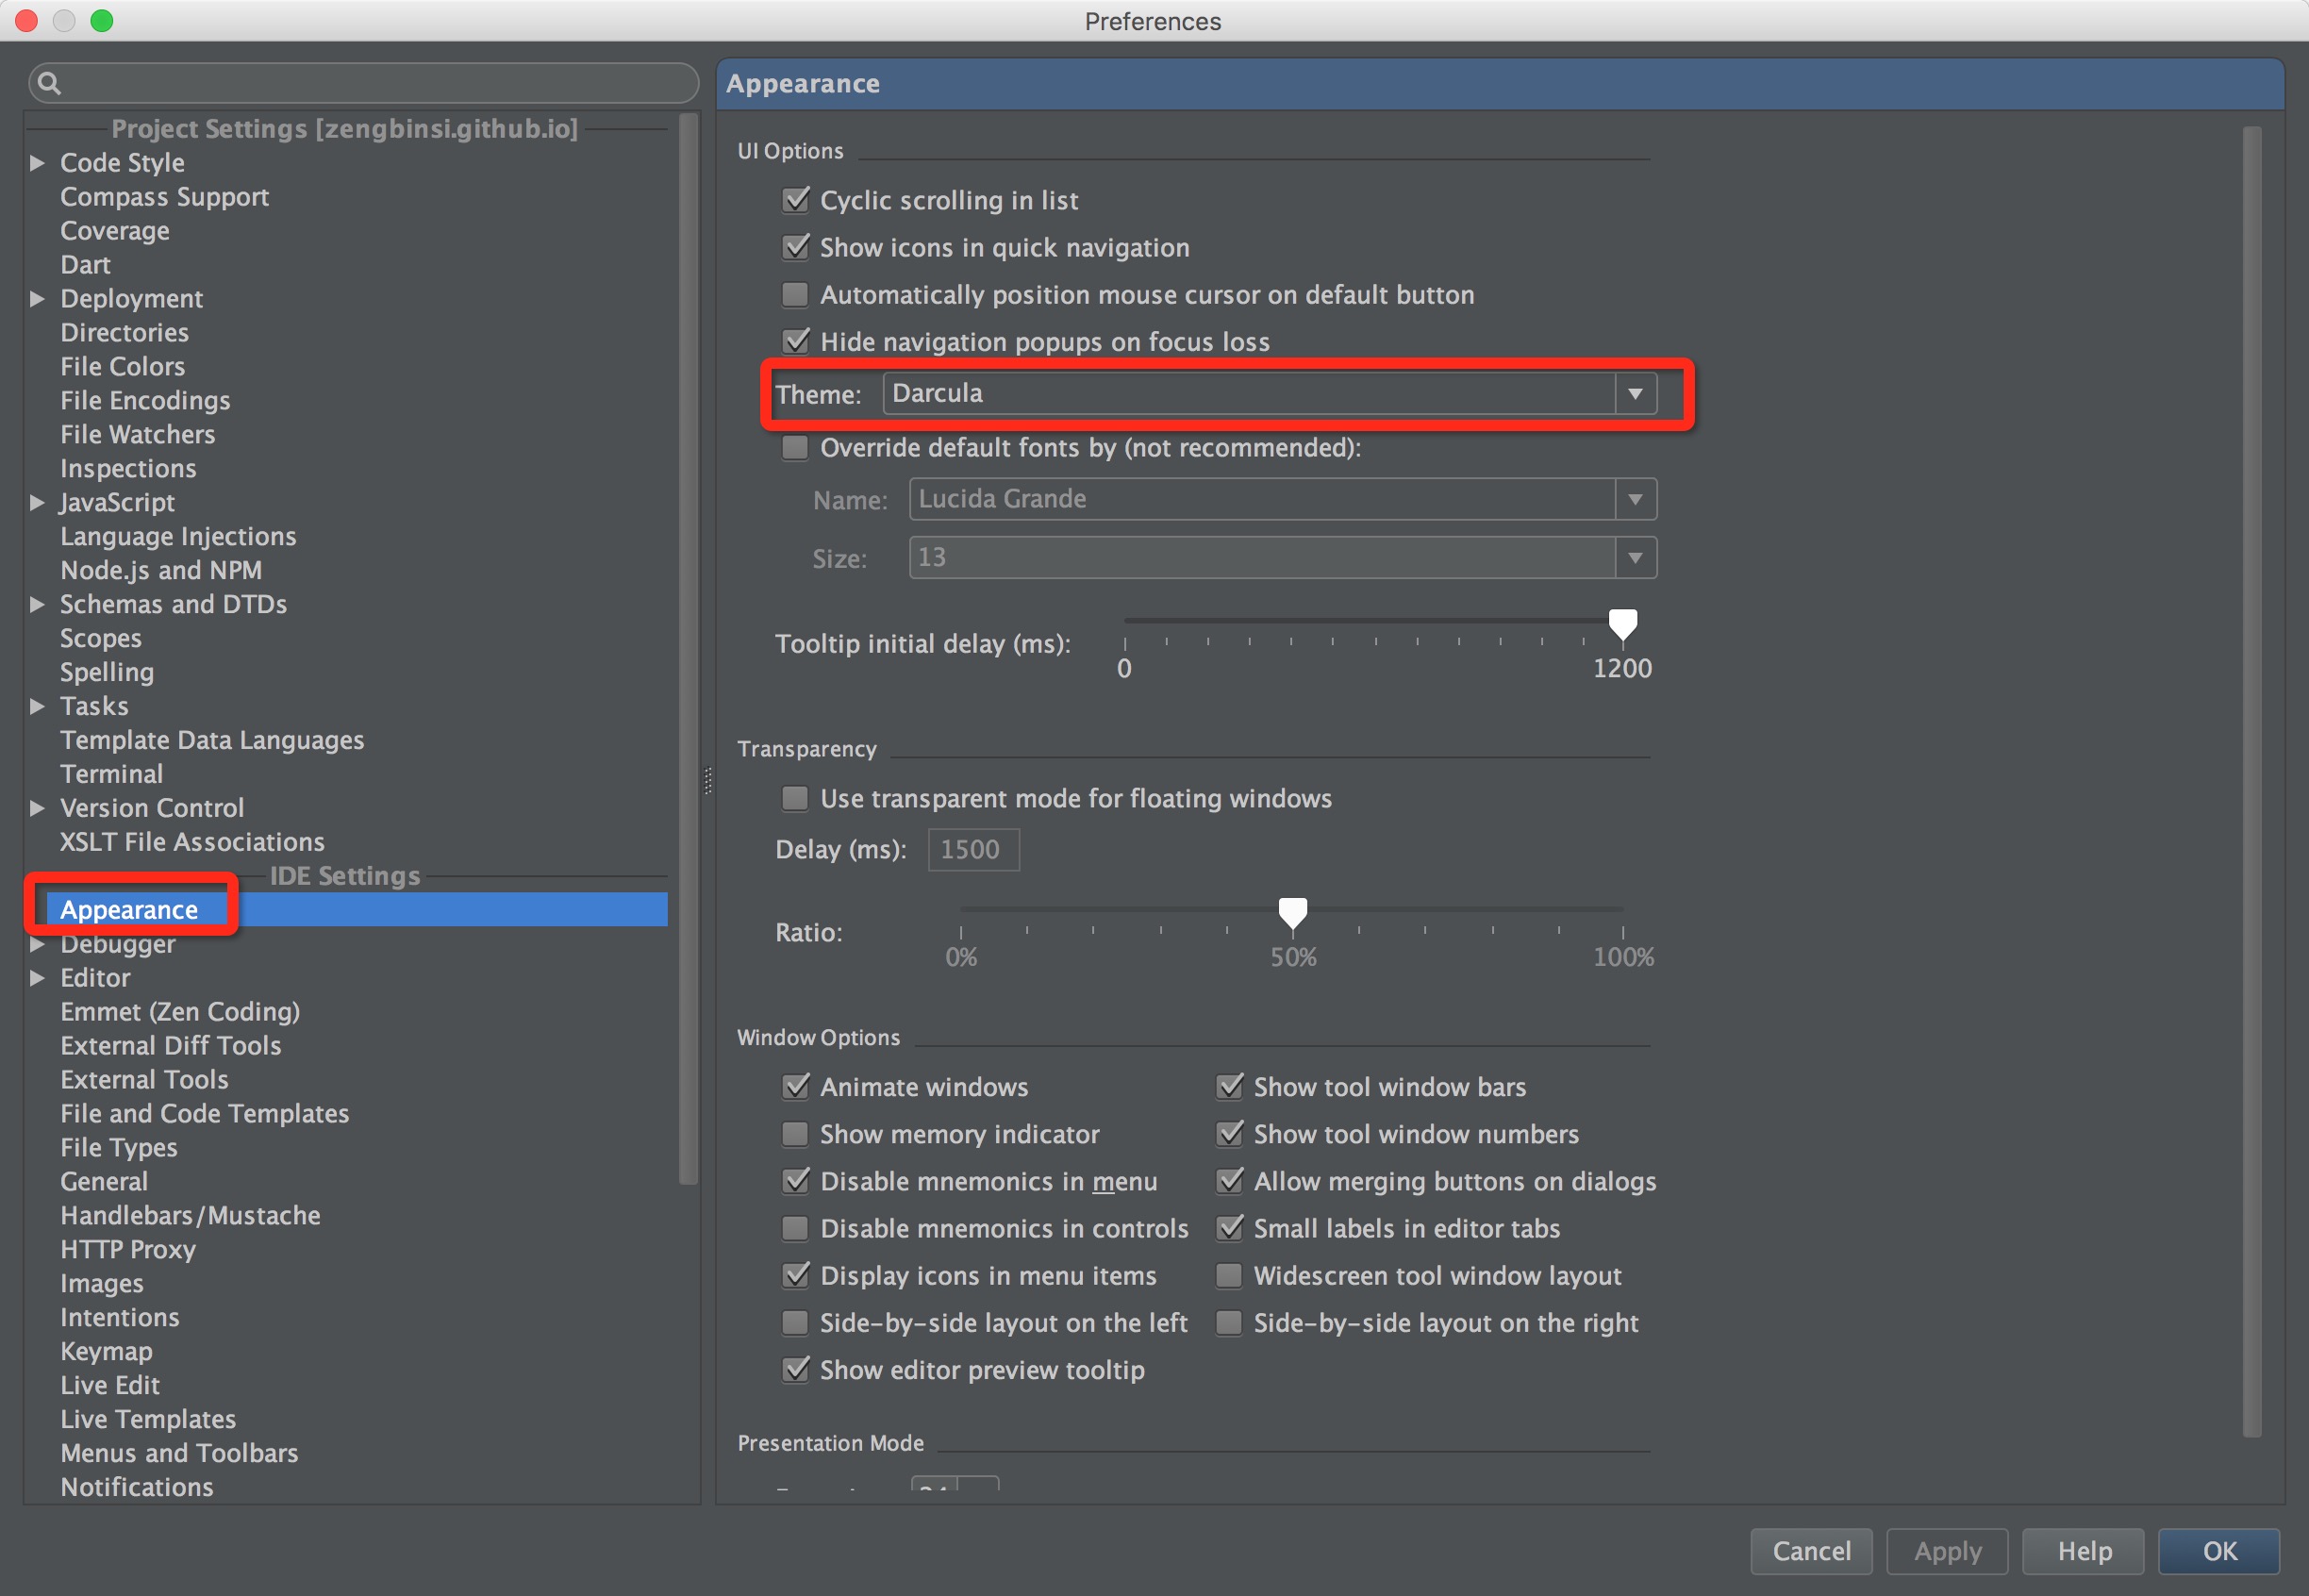 Preferences
Project Settings [zengbinsi.github.io]
Code Style
Compass Support
Coverage
Dart
Deployment
Directories
File Colors
File Encodings
File Watchers
Inspections
JavaScript
Language Injections
Node.js and NPM
Schemas and DTDs
Scopes
Spelling
Tasks
Template Data Languages
Terminal
Version Control
XSLT File Associations
IDE Settings
Appearance
Debugger
Editor
Emmet (Zen Coding)
External Diff Tools
External Tools
File and Code Templates
File Types
General
Handlebars/Mustache
HTTP Proxy
Images
Intentions
Keymap
Live Edit
Live Templates
Menus and Toolbars
Notifications
Appearance
UI Options
Cyclic scrolling in list
Show icons in quick navigation
Automatically position mouse cursor on default button
Hide navigation popups on focus loss
Theme: Darcula
Override default fonts by (not recommended):
Name: Lucida Grande
Size: 13
Tooltip initial delay (ms):
0 1200
Transparency
Use transparent mode for floating windows
Delay (ms): 1500
Ratio:
0% 50% 100%
Window Options
Animate windows Show tool window bars
Show memory indicator Show tool window numbers
Disable mnemonics in menu Allow merging buttons on dialogs
Disable mnemonics in controls Small labels in editor tabs
Display icons in menu items Widescreen tool window layout
Side-by-side layout on the left Side-by-side layout on the right
Show editor preview tooltip
Presentation Mode
Cancel Apply Help OK